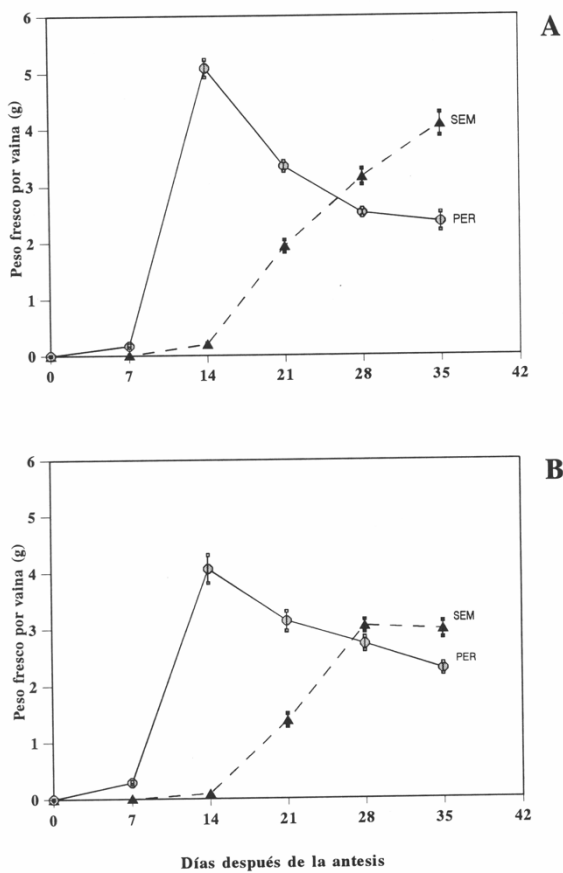 A
6
5
4
3
2
1
0
Peso fresco por vaina (g)
SEM
PER
0 7 14 21 28 35 42
B
6
5
4
3
2
1
0
Peso fresco por vaina (g)
SEM
PER
0 7 14 21 28 35 42
Días después de la antesis